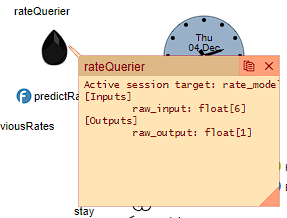 rateQuerier
Thu
04 Dec
rateQuerier
Active session target: rate_mode
[Inputs]
raw_input: float[6]
[Outputs]
raw_output: float[1]
predictRa
viousRates
stay